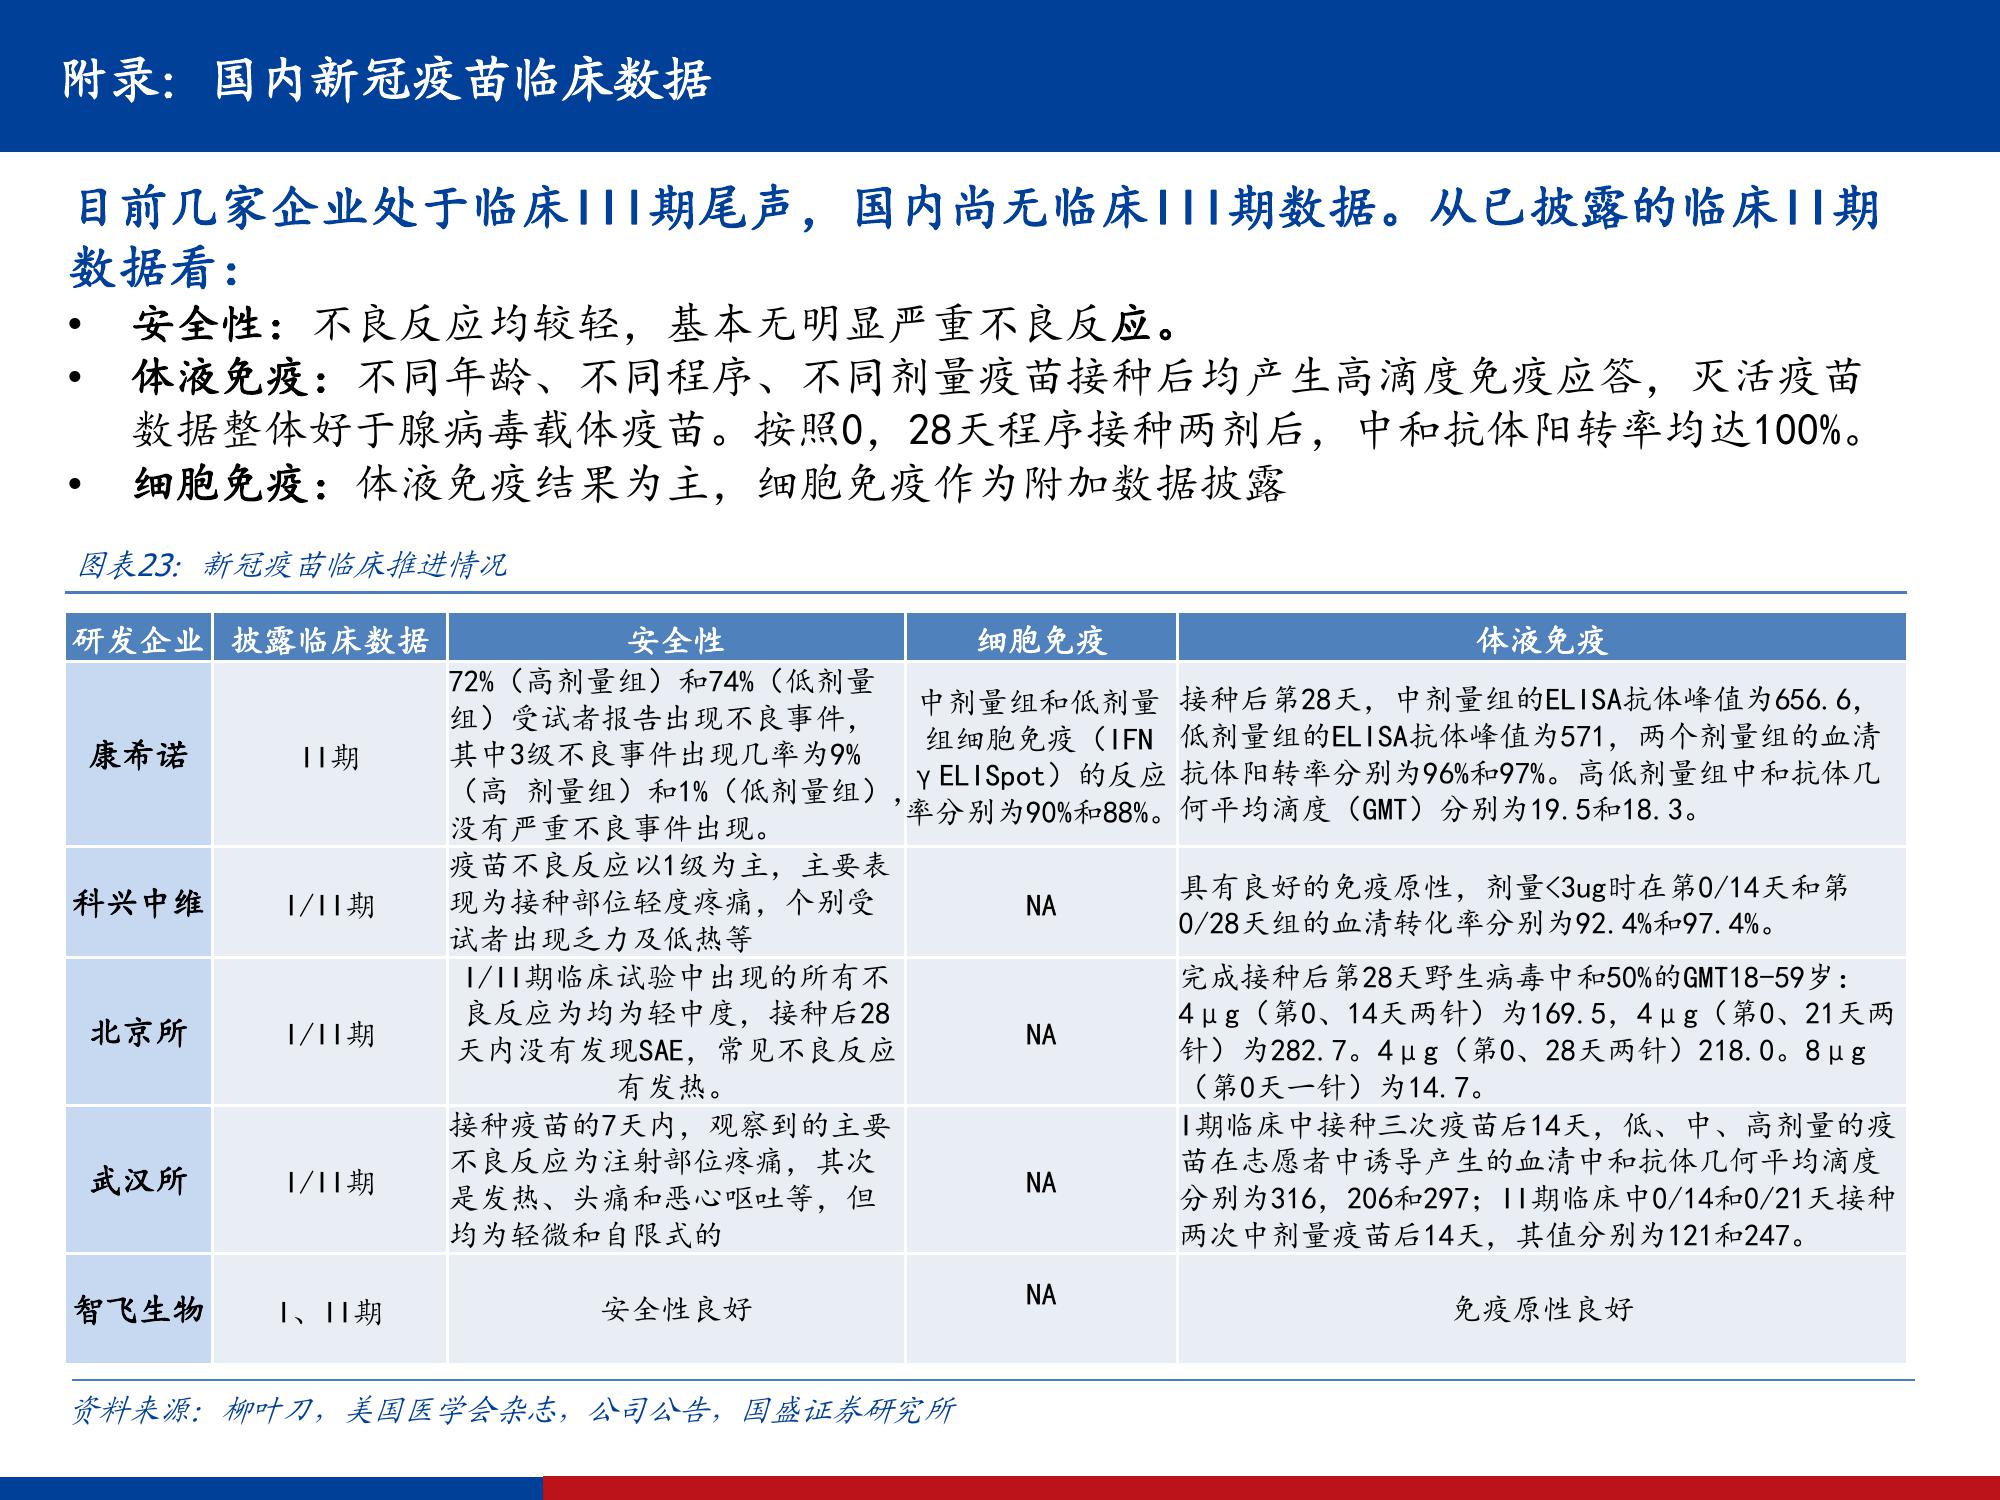 附录：国内新冠疫苗临床数据
目前几家企业处于临床III期尾声，国内尚无临床III期数据。从已披露的临床II期
数据看：
• 安全性：不良反应均较轻，基本无明显严重不良反应。
• 体液免疫：不同年龄、不同程序、不同剂量疫苗接种后均产生高滴度免疫应答，灭活疫苗
数据整体好于腺病毒载体疫苗。按照0，28天程序接种两剂后，中和抗体阳转率均达100%。
• 细胞免疫：体液免疫结果为主，细胞免疫作为附加数据披露
图表23：新冠疫苗临床推进情况
研发企业 披露临床数据 安全性 细胞免疫 体液免疫
康希诺
II期
72%（高剂量组）和74%（低剂量
组）受试者报告出现不良事件，
其中3级不良事件出现几率为9%
（高 剂量组）和1%（低剂量组），
没有严重不良事件出现。
中剂量组和低剂量
组细胞免疫（IFN
γELISpot）的反应
率分别为90%和88%。
接种后第28天，中剂量组的ELISA抗体峰值为656.6，
低剂量组的ELISA抗体峰值为571，两个剂量组的血清
抗体阳转率分别为96%和97%。高低剂量组中和抗体几
何平均滴度（GMT）分别为19.5和18.3。
科兴中维
I/II期
疫苗不良反应以1级为主，主要表
现为接种部位轻度疼痛，个别受
试者出现乏力及低热等
NA
具有良好的免疫原性，剂量<3ug时在第0/14天和第
0/28天组的血清转化率分别为92.4%和97.4%。
北京所
I/II期
I/II期临床试验中出现的所有不
良反应为均为轻中度，接种后28
天内没有发现SAE，常见不良反应
有发热。
NA
完成接种后第28天野生病毒中和50%的GMT18-59岁：
4μg（第0、14天两针）为169.5，4μg（第0、21天两
针）为282.7。4μg（第0、28天两针）218.0。8μg
（第0天一针）为14.7。
武汉所
I/II期
接种疫苗的7天内，观察到的主要
不良反应为注射部位疼痛，其次
是发热、头痛和恶心呕吐等，但
均为轻微和自限式的
NA
I期临床中接种三次疫苗后14天，低、中、高剂量的疫
苗在志愿者中诱导产生的血清中和抗体几何平均滴度
分别为316，206和297；II期临床中0/14和0/21天接种
两次中剂量疫苗后14天，其值分别为121和247。
智飞生物
I、II期
安全性良好
NA
免疫原性良好
资料来源：柳叶刀，美国医学会杂志，公司公告，国盛证券研究所